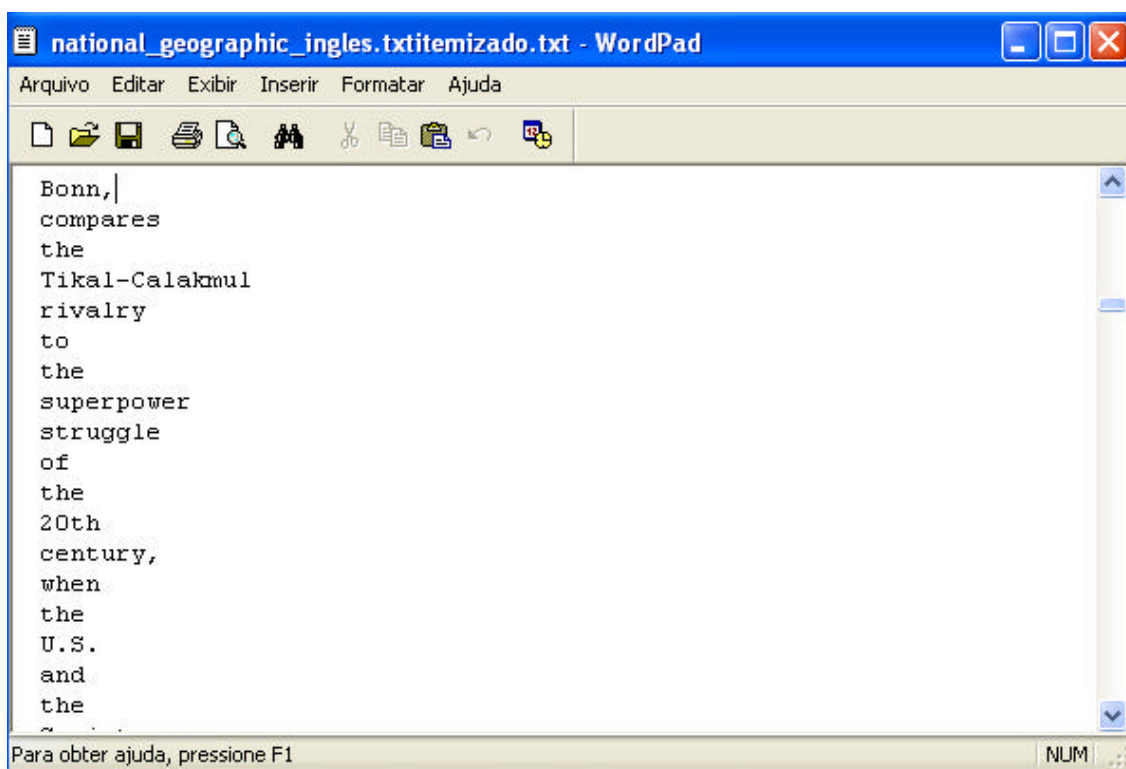 national_geographic_ingles.txtitemizado.txt - WordPad
Arquivo Editar Exibir Inserir Formatar Ajuda
Bonn,
compares
the
Tikal-Calakmul
rivalry
to
the
superpower
struggle
of
the
20th
century,
when
the
U.S.
and
the
Para obter ajuda, pressione F1 NUM